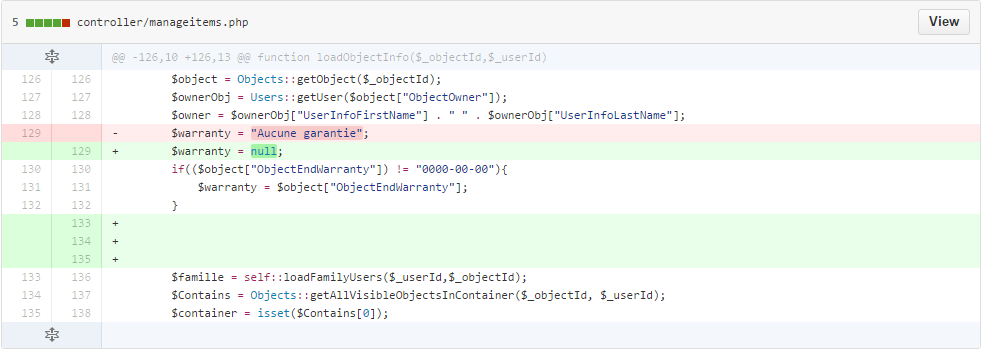 5 controller/manageitems.php View
@@ -126,10 +126,13 @@ function loadObjectInfo($_objectId,$_userId)
126 126 $object = Objects::getObject($_objectId);
127 127 $ownerObj = Users::getUser($object["ObjectOwner"]);
128 128 $owner = $ownerObj["UserInfoFirstName"] . " " . $ownerObj["UserInfoLastName"];
129 - $warranty = "Aucune garantie";
129 + $warranty = null;
130 130 if(($object["ObjectEndWarranty"]) != "0000-00-00"){
131 131 $warranty = $object["ObjectEndWarranty"];
132 132 }
133 +
134 +
135 +
133 136 $famille = self::loadFamilyUsers($_userId,$_objectId);
134 137 $Contains = Objects::getAllVisibleObjectsInContainer($_objectId, $_userId);
135 138 $container = isset($Contains[0]);